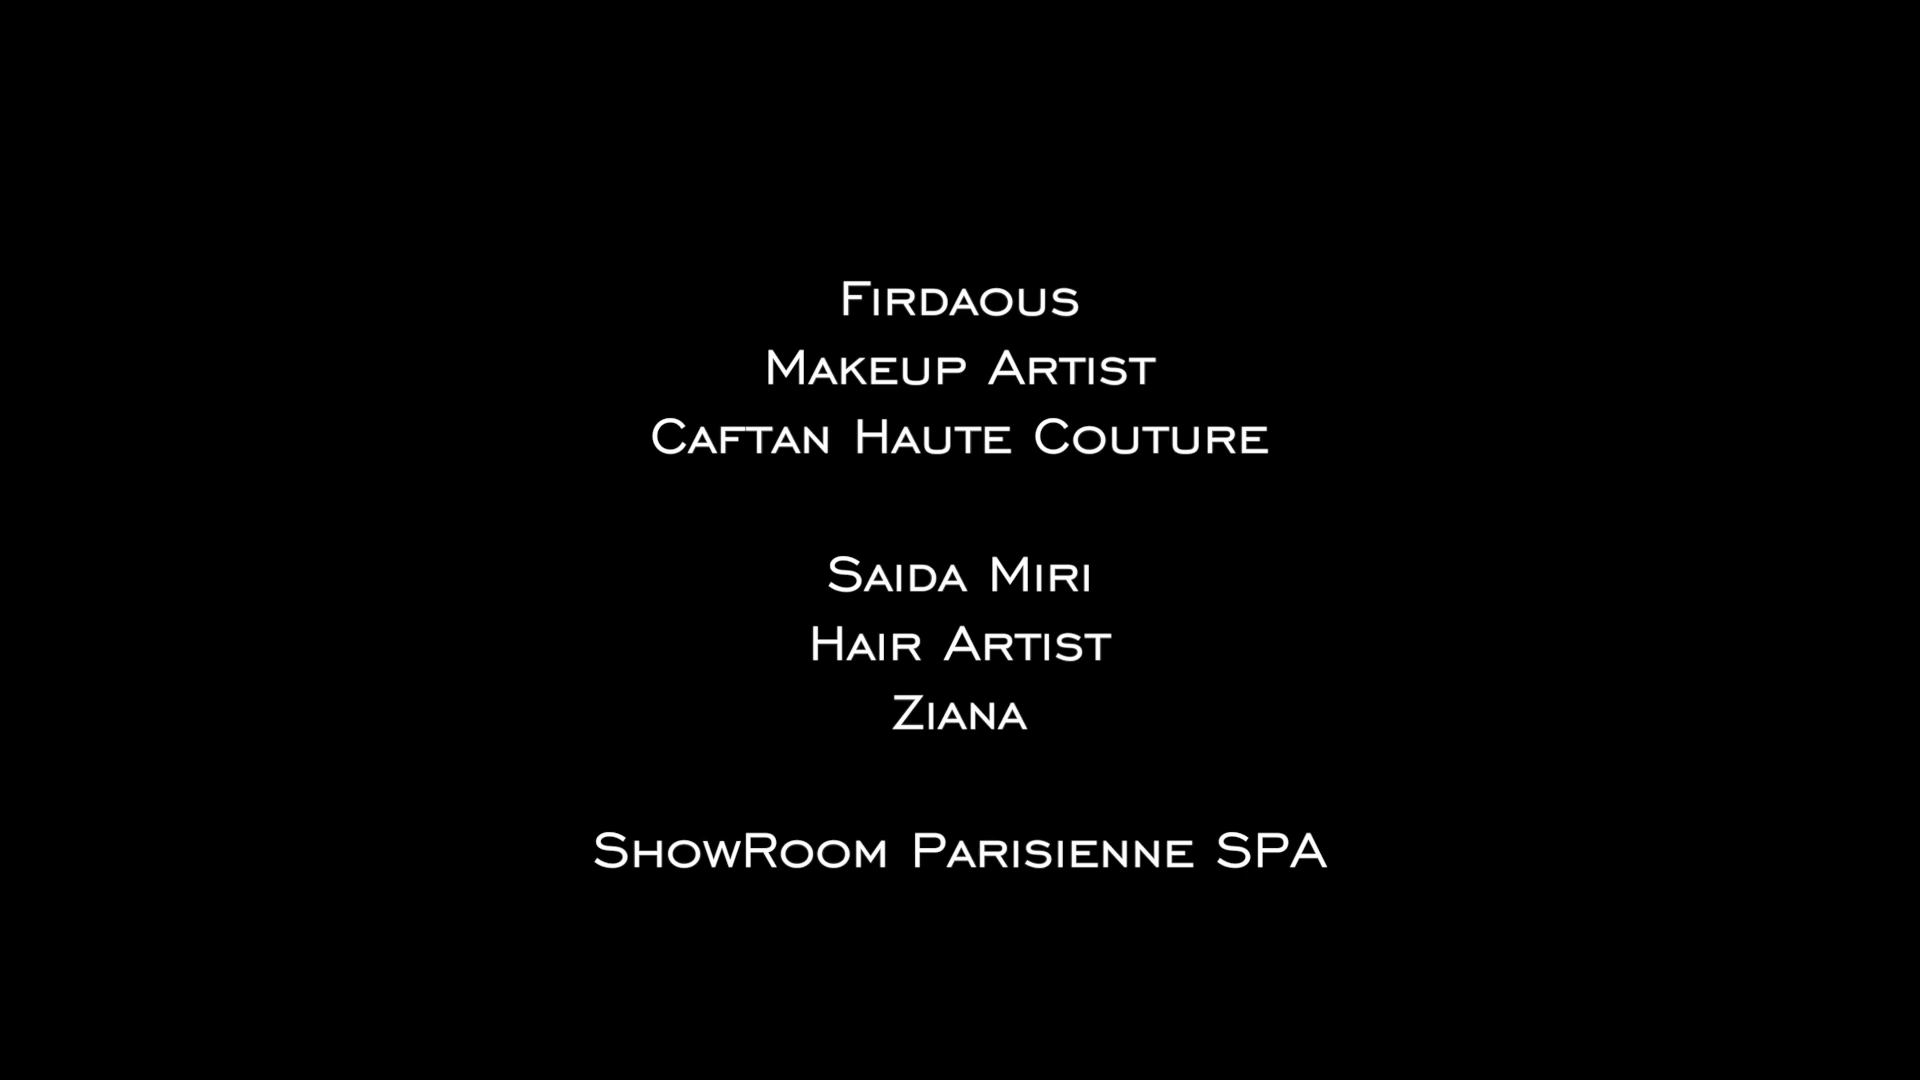 Firdaous
Makeup Artist
Caftan Haute Couture
Saida Miri
Hair Artist
Ziana
ShowRoom Parisienne SPA